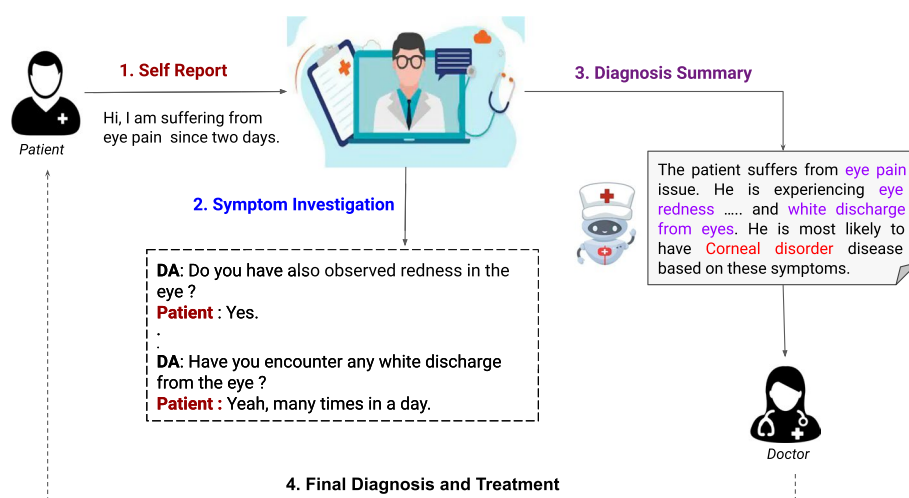 1. Self Report
Hi, I am suffering from
eye pain since two days.
Patient
3. Diagnosis Summary
2. Symptom Investigation
The patient suffers from eye pain
issue. He is experiencing eye
redness ..... and white discharge
from eyes. He is most likely to
have Corneal disorder disease
based on these symptoms.
DA: Do you have also observed redness in the
eye ?
Patient : Yes.
.
.
DA: Have you encounter any white discharge
from the eye ?
Patient : Yeah, many times in a day.
Doctor
4. Final Diagnosis and Treatment